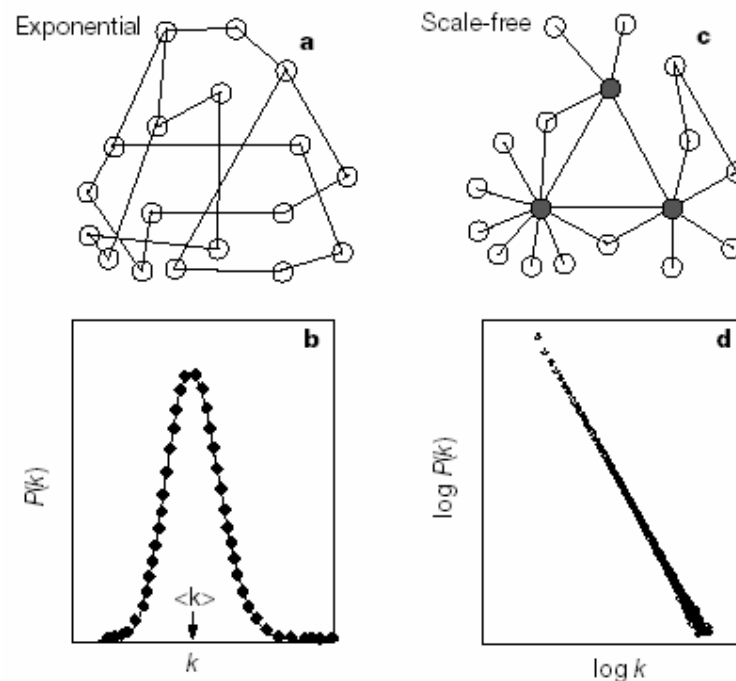 Exponential
a
Scale-free
c
b
P(k)
<k>
k
d
log P(k)
log k